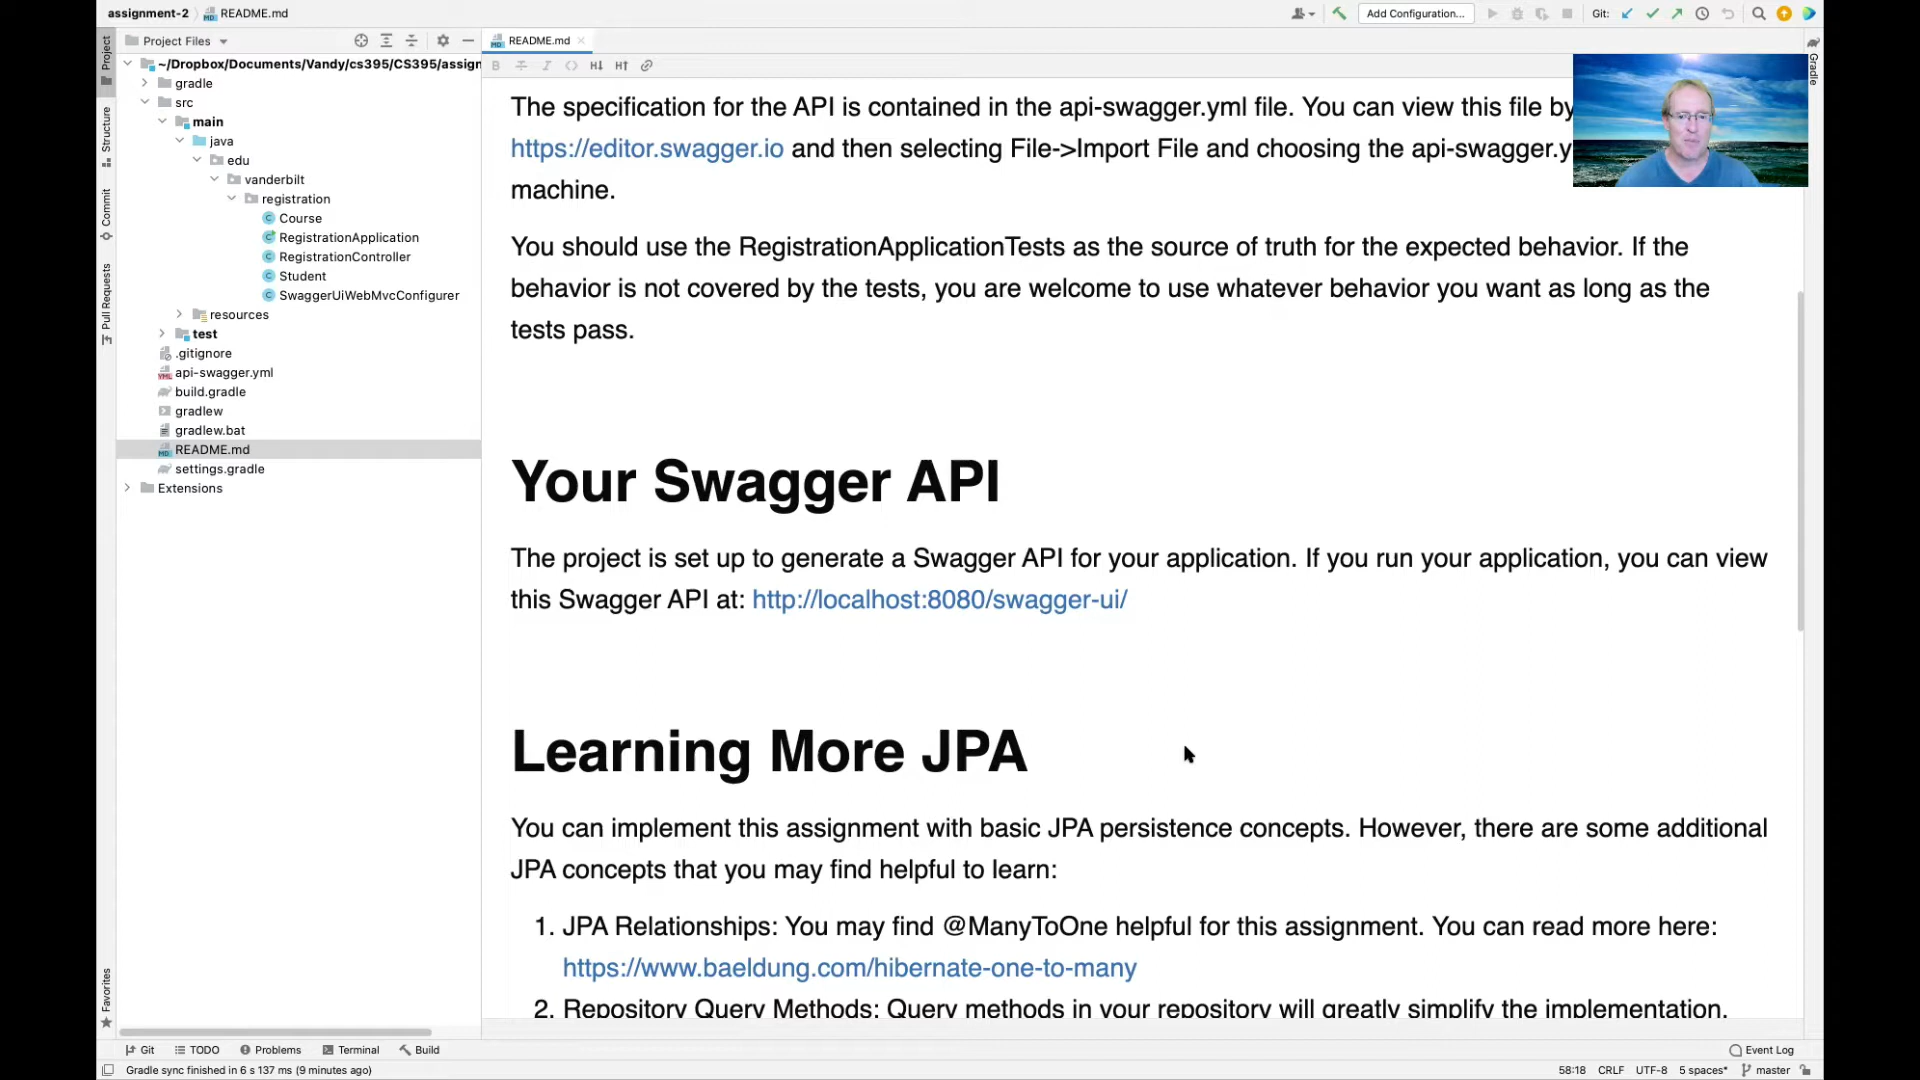 assignment-2 README.md Add Configuration... Git:
Project Files README.md
~/Dropbox/Documents/Vandy/cs395/CS395/assign
gradle
src
main
java
edu
vanderbilt
registration
Course
RegistrationApplication
RegistrationController
Student
SwaggerUiWebMvcConfigurer
resources
test
.gitignore
api-swagger.yml
build.gradle
gradlew
gradlew.bat
README.md
settings.gradle
Extensions
Project
Structure
Commit
Pull Requests
Favorites
Gradle
B I H↓ H↑
The specification for the API is contained in the api-swagger.yml file. You can view this file by
https://editor.swagger.io and then selecting File->Import File and choosing the api-swagger.y
machine.
You should use the RegistrationApplicationTests as the source of truth for the expected behavior. If the
behavior is not covered by the tests, you are welcome to use whatever behavior you want as long as the
tests pass.
Your Swagger API
The project is set up to generate a Swagger API for your application. If you run your application, you can view
this Swagger API at: http://localhost:8080/swagger-ui/
Learning More JPA
You can implement this assignment with basic JPA persistence concepts. However, there are some additional
JPA concepts that you may find helpful to learn:
1. JPA Relationships: You may find @ManyToOne helpful for this assignment. You can read more here:
https://www.baeldung.com/hibernate-one-to-many
2. Repository Query Methods: Query methods in your repository will greatly simplify the implementation.
Git TODO Problems Terminal Build Event Log
Gradle sync finished in 6 s 137 ms (9 minutes ago) 58:18 CRLF UTF-8 5 spaces* master